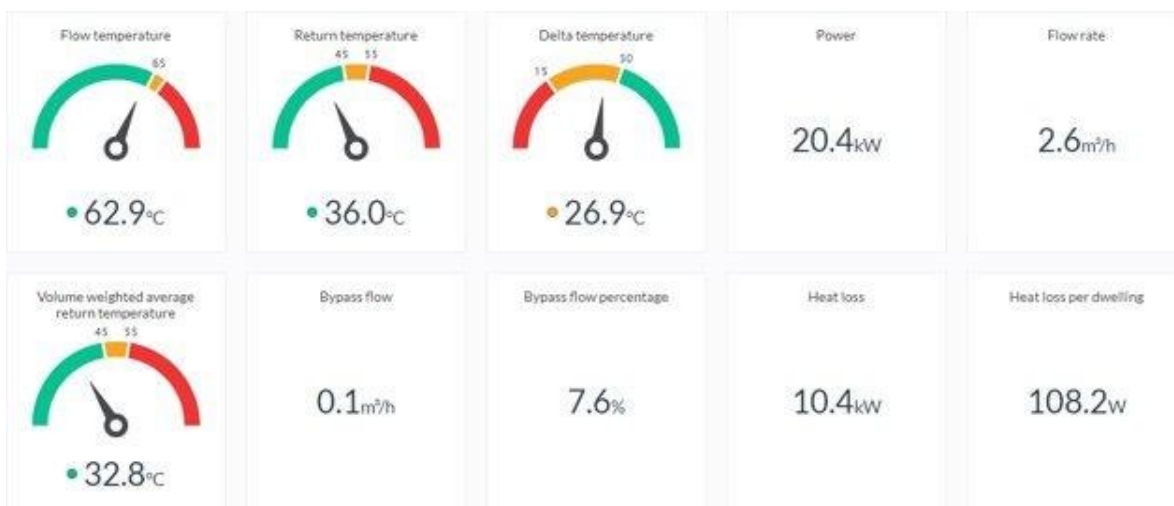 Flow temperature
65
62.9°C
Return temperature
45 55
36.0°C
Delta temperature
15 50
26.9°C
Power
20.4kW
Flow rate
2.6m³/h
Volume weighted average
return temperature
45 55
32.8°C
Bypass flow
0.1m³/h
Bypass flow percentage
7.6%
Heat loss
10.4kW
Heat loss per dwelling
108.2W